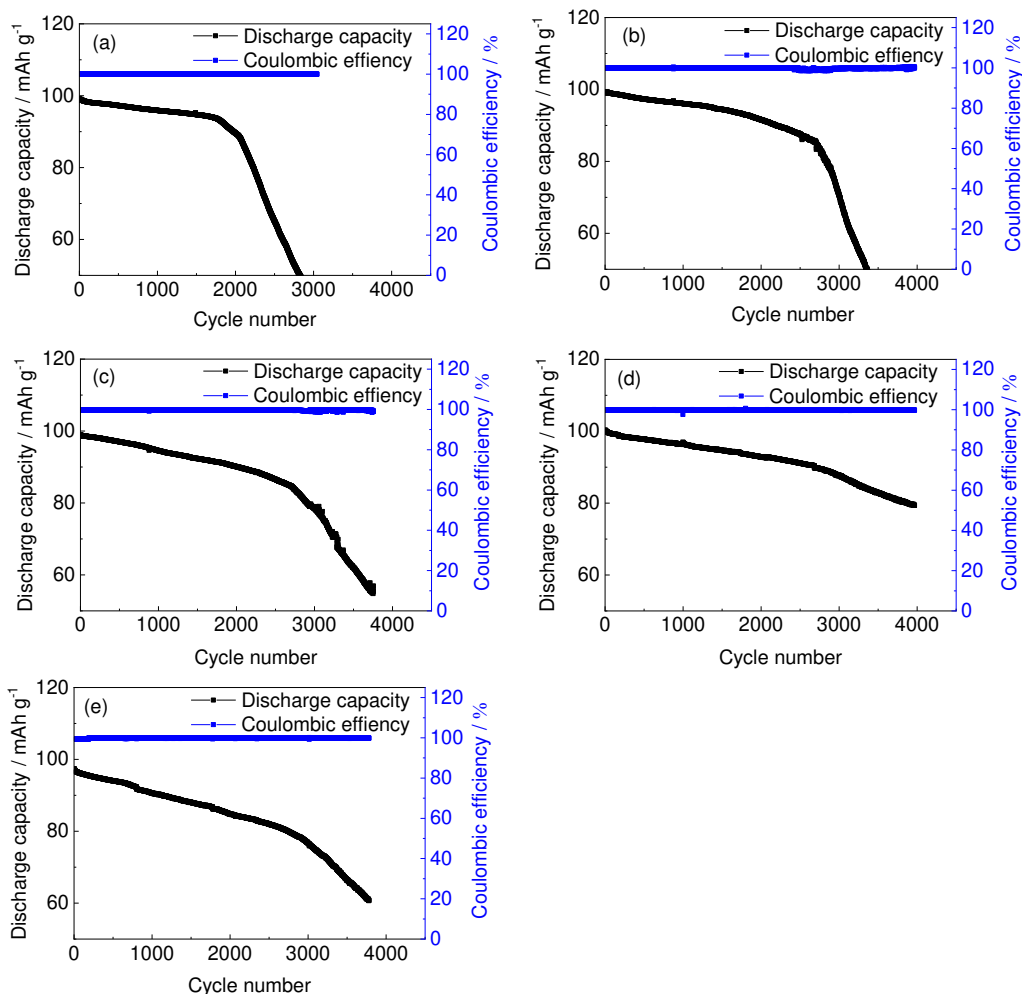 (a)
Discharge capacity
Coulombic effiency
Discharge capacity / mAh g-1
120
100
80
60
0 1000 2000 3000 4000
Cycle number
120
100
80
60
40
20
0
Coulombic efficiency / %
(b)
Discharge capacity
Coulombic effiency
Discharge capacity / mAh g-1
120
100
80
60
0 1000 2000 3000 4000
Cycle number
120
100
80
60
40
20
0
Coulombic efficiency / %
(c)
Discharge capacity
Coulombic effiency
Discharge capacity / mAh g-1
120
100
80
60
0 1000 2000 3000 4000
Cycle number
120
100
80
60
40
20
0
Coulombic efficiency / %
(d)
Discharge capacity
Coulombic effiency
Discharge capacity / mAh g-1
120
100
80
60
0 1000 2000 3000 4000
Cycle number
120
100
80
60
40
20
0
Coulombic efficiency / %
(e)
Discharge capacity
Coulombic effiency
Discharge capacity / mAh g-1
120
100
80
60
0 1000 2000 3000 4000
Cycle number
120
100
80
60
40
20
0
Coulombic efficiency / %